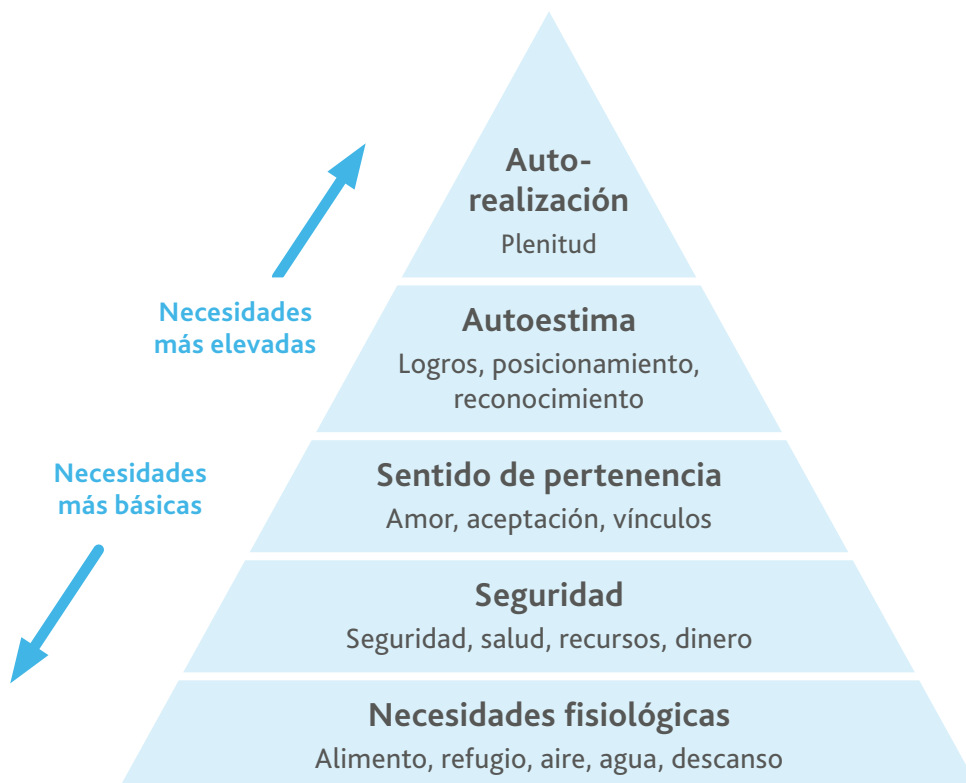 Auto-
realización
Plenitud
Necesidades
más elevadas
Autoestima
Logros, posicionamiento,
reconocimiento
Necesidades
más básicas
Sentido de pertenencia
Amor, aceptación, vínculos
Seguridad
Seguridad, salud, recursos, dinero
Necesidades fisiológicas
Alimento, refugio, aire, agua, descanso